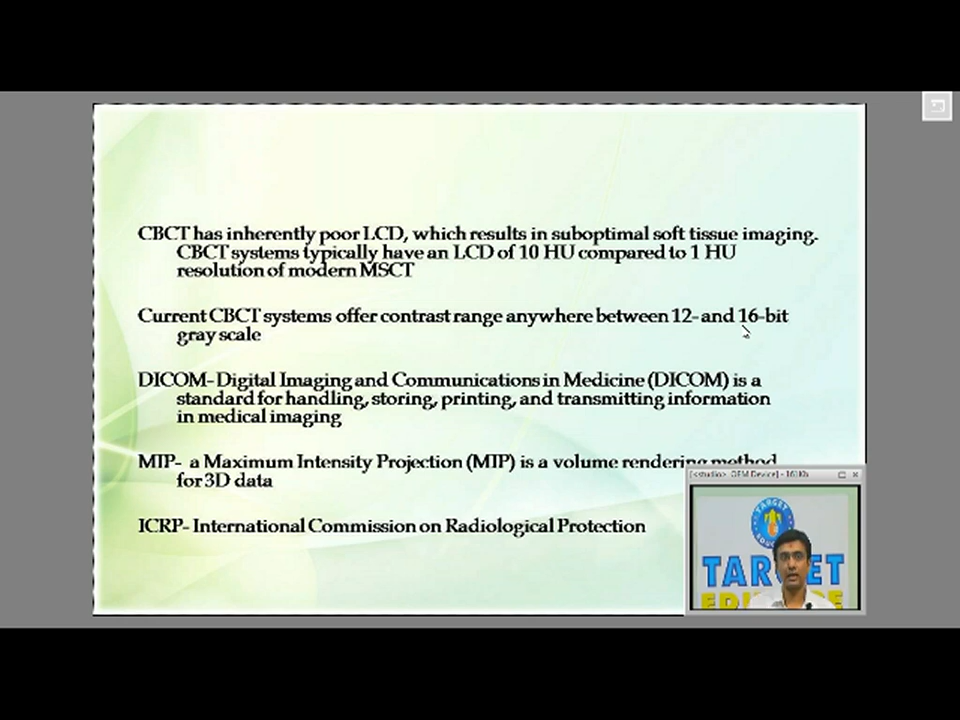 CBCT has inherently poor LCD, which results in suboptimal soft tissue imaging.
CBCT systems typically have an LCD of 10 HU compared to 1 HU
resolution of modern MSCT
Current CBCT systems offer contrast range anywhere between 12- and 16-bit
gray scale
DICOM- Digital Imaging and Communications in Medicine (DICOM) is a
standard for handling, storing, printing, and transmitting information
in medical imaging
MIP- a Maximum Intensity Projection (MIP) is a volume rendering method
for 3D data
ICRP- International Commission on Radiological Protection
TARGET
TARGET